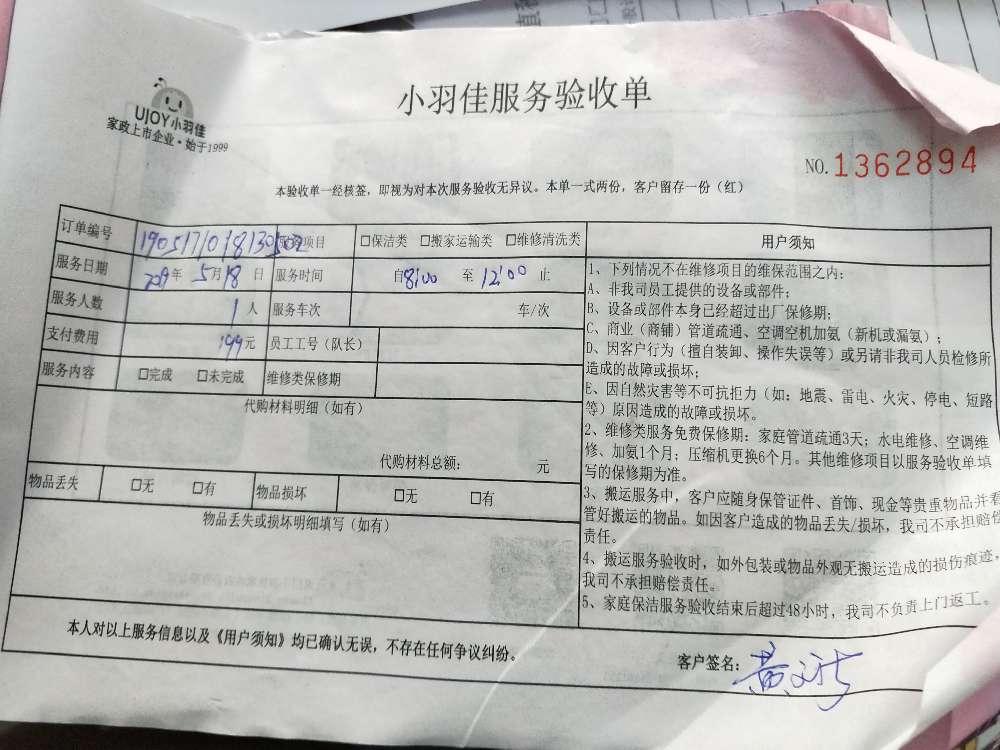 小羽佳服务验收单
UJOY小羽佳
家政上市企业·始于1999
NO.1362894
本验收单一经核签，即视为对本次服务验收无异议。本单一式两份，客户留存一份（红）
订单编号 项目 □保洁类 □搬家运输类 □维修清洗类
服务日期 2019年 5月18日 服务时间 自8:00 至12:00止
服务人数 1人 服务车次 车/次
支付费用 199元 员工工号（队长）
服务内容 □完成 □未完成 维修类保修期
代购材料明细（如有）
代购材料总额： 元
物品丢失 □无 □有 物品损坏 □无 □有
物品丢失或损坏明细填写（如有）
用户须知
1、下列情况不在维修项目的维保范围之内：
A、非我司员工提供的设备或部件；
B、设备或部件本身已经超过出厂保修期；
C、商业（商铺）管道疏通、空调空机加氨（新机或漏氨）；
D、因客户行为（擅自装卸、操作失误等）或另请非我司人员检修所
造成的故障或损坏；
E、因自然灾害等不可抗拒力（如：地震、雷电、火灾、停电、短路
等）原因造成的故障或损坏。
2、维修类服务免费保修期：家庭管道疏通3天；水电维修、空调维
修、加氨1个月；压缩机更换6个月。其他维修项目以服务验收单填
写的保修期为准。
3、搬运服务中，客户应随身保管证件、首饰、现金等贵重物品并看
管好搬运的物品。如因客户造成的物品丢失/损坏，我司不承担赔偿
责任。
4、搬运服务验收时，如外包装或物品外观无搬运造成的损伤痕迹，
我司不承担赔偿责任。
5、家庭保洁服务验收结束后超过48小时，我司不负责上门返工。
本人对以上服务信息以及《用户须知》均已确认无误，不存在任何争议纠纷。
客户签名：黄